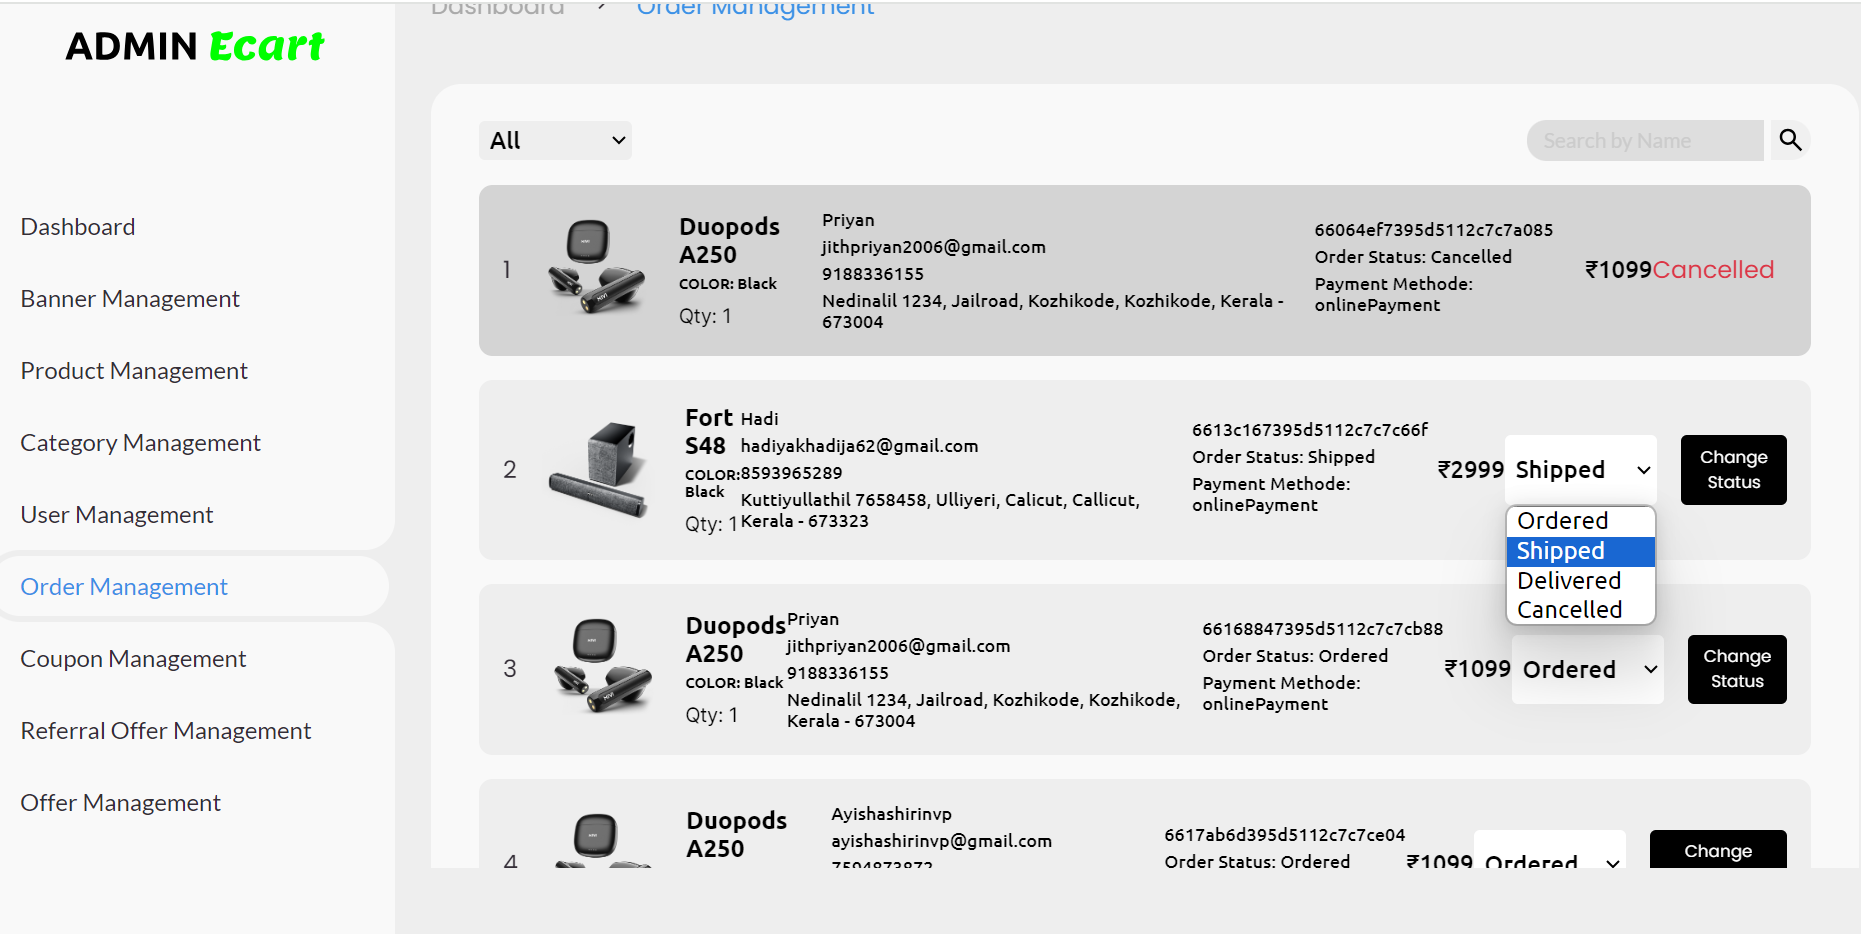 Dashboard > Order Management
ADMIN Ecart
Dashboard
Banner Management
Product Management
Category Management
User Management
Order Management
Coupon Management
Referral Offer Management
Offer Management
All
Search by Name
1
Duopods
A250
COLOR: Black
Qty: 1
Priyan
jithpriyan2006@gmail.com
9188336155
Nedinalil 1234, Jailroad, Kozhikode, Kozhikode, Kerala -
673004
66064ef7395d5112c7c7a085
Order Status: Cancelled
Payment Methode:
onlinePayment
₹1099Cancelled
2
Fort
S48
COLOR:
Black
Qty: 1
Hadi
hadiyakhadija62@gmail.com
8593965289
Kuttiyullathil 7658458, Ulliyeri, Calicut, Callicut,
Kerala - 673323
6613c167395d5112c7c7c66f
Order Status: Shipped
Payment Methode:
onlinePayment
₹2999
Shipped
Change
Status
Ordered
Shipped
Delivered
Cancelled
3
Duopods
A250
COLOR: Black
Qty: 1
Priyan
jithpriyan2006@gmail.com
9188336155
Nedinalil 1234, Jailroad, Kozhikode, Kozhikode,
Kerala - 673004
66168847395d5112c7c7cb88
Order Status: Ordered
Payment Methode:
onlinePayment
₹1099
Ordered
Change
Status
4
Duopods
A250
Ayishashirinvp
ayishashirinvp@gmail.com
7594873872
6617ab6d395d5112c7c7ce04
Order Status: Ordered
₹1099
Ordered
Change